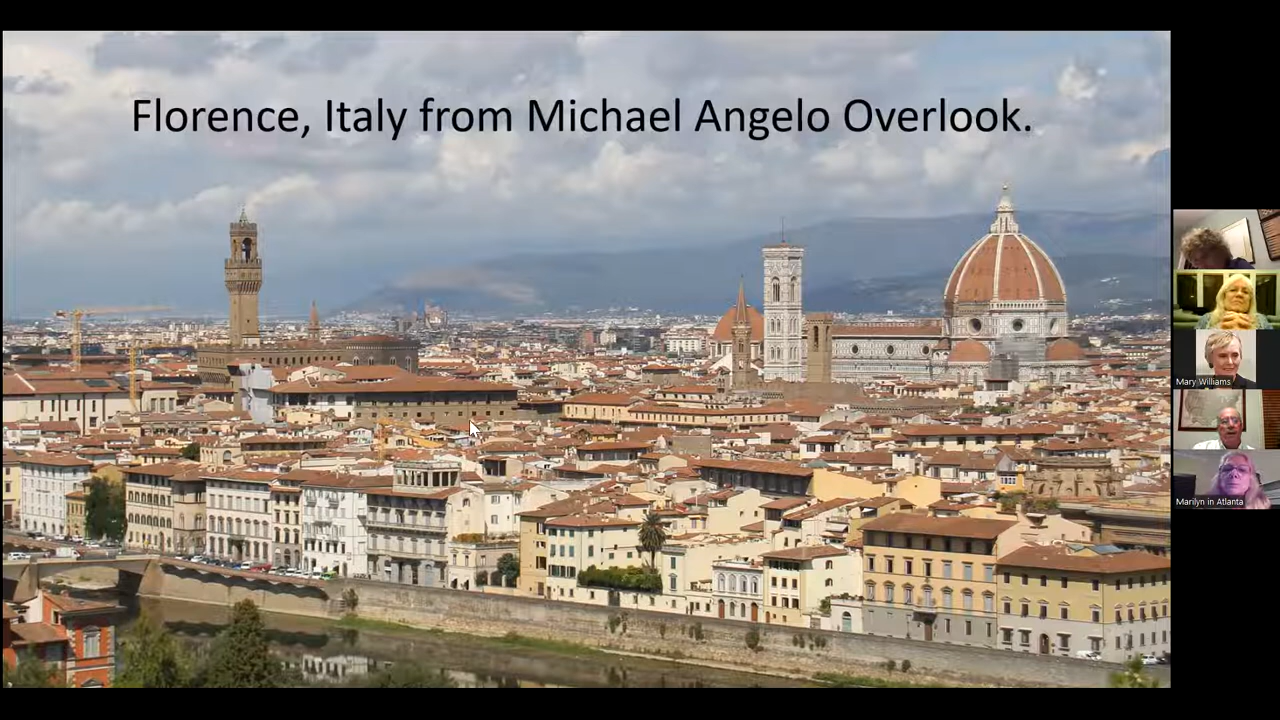 Florence, Italy from Michael Angelo Overlook.
Mary Williams
Marilyn in Atlanta